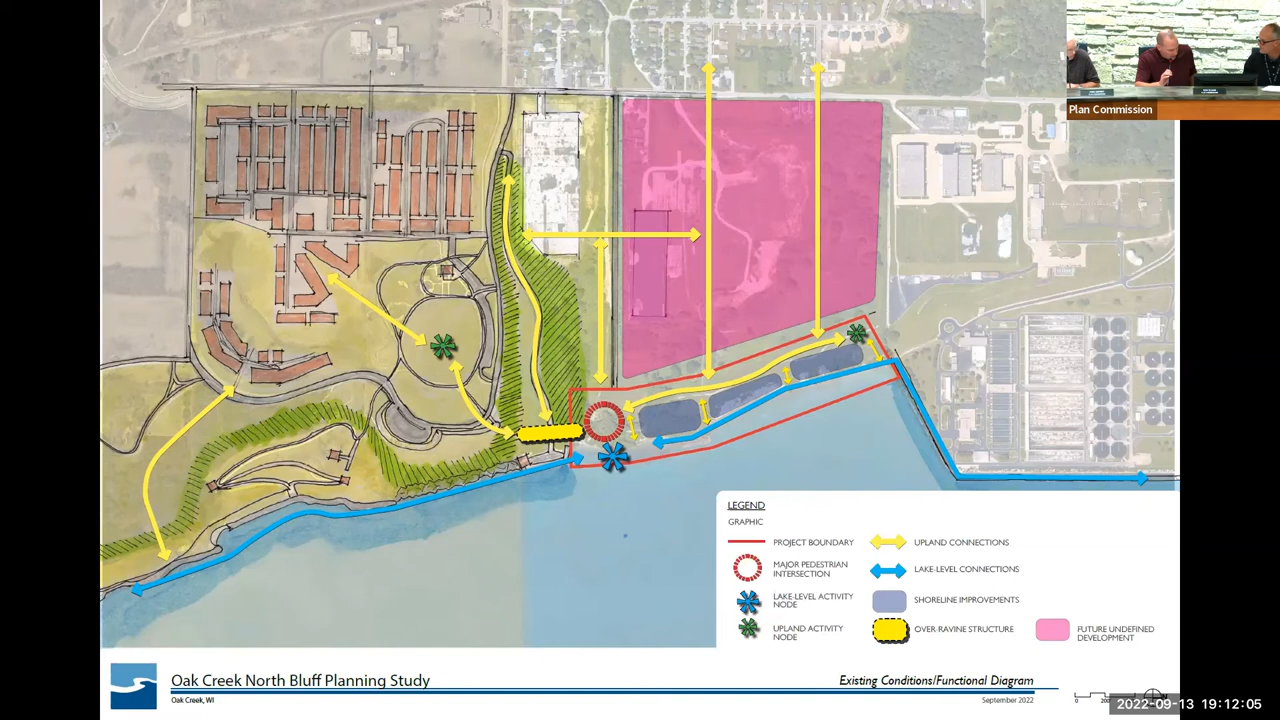 Plan Commission
LEGEND
GRAPHIC
PROJECT BOUNDARY
MAJOR PEDESTRIAN
INTERSECTION
LAKE-LEVEL ACTIVITY
NODE
UPLAND ACTIVITY
NODE
UPLAND CONNECTIONS
LAKE-LEVEL CONNECTIONS
SHORELINE IMPROVEMENTS
OVER-RAVINE STRUCTURE
FUTURE UNDEFINED
DEVELOPMENT
Oak Creek North Bluff Planning Study
Existing Conditions/Functional Diagram
Oak Creek, WI
September 2022
0
2022-09-13 19:12:05